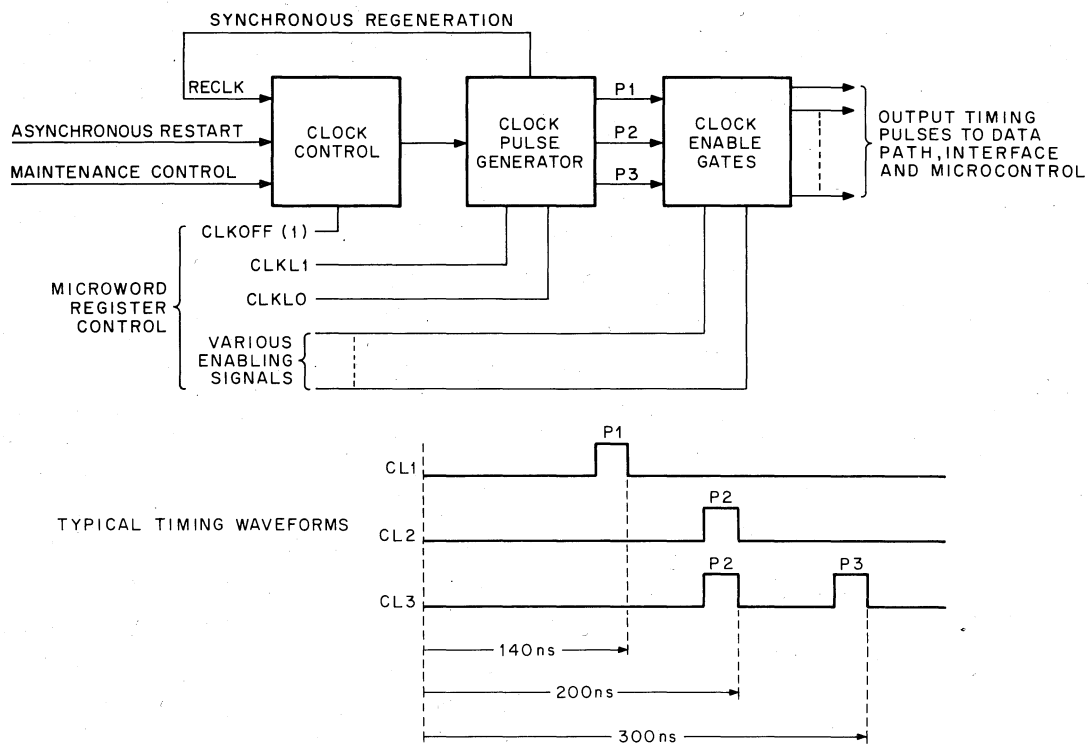 SYNCHRONOUS REGENERATION
RECLK
ASYNCHRONOUS RESTART
MAINTENANCE CONTROL
CLOCK
CONTROL
CLOCK
PULSE
GENERATOR
P1
P2
P3
CLOCK
ENABLE
GATES
OUTPUT TIMING
PULSES TO DATA
PATH, INTERFACE
AND MICROCONTROL
MICROWORD
REGISTER
CONTROL
CLKOFF (1)
CLKL1
CLKL0
VARIOUS
ENABLING
SIGNALS
TYPICAL TIMING WAVEFORMS
CL1
P1
CL2
P2
CL3
P2
P3
140ns
200ns
300ns